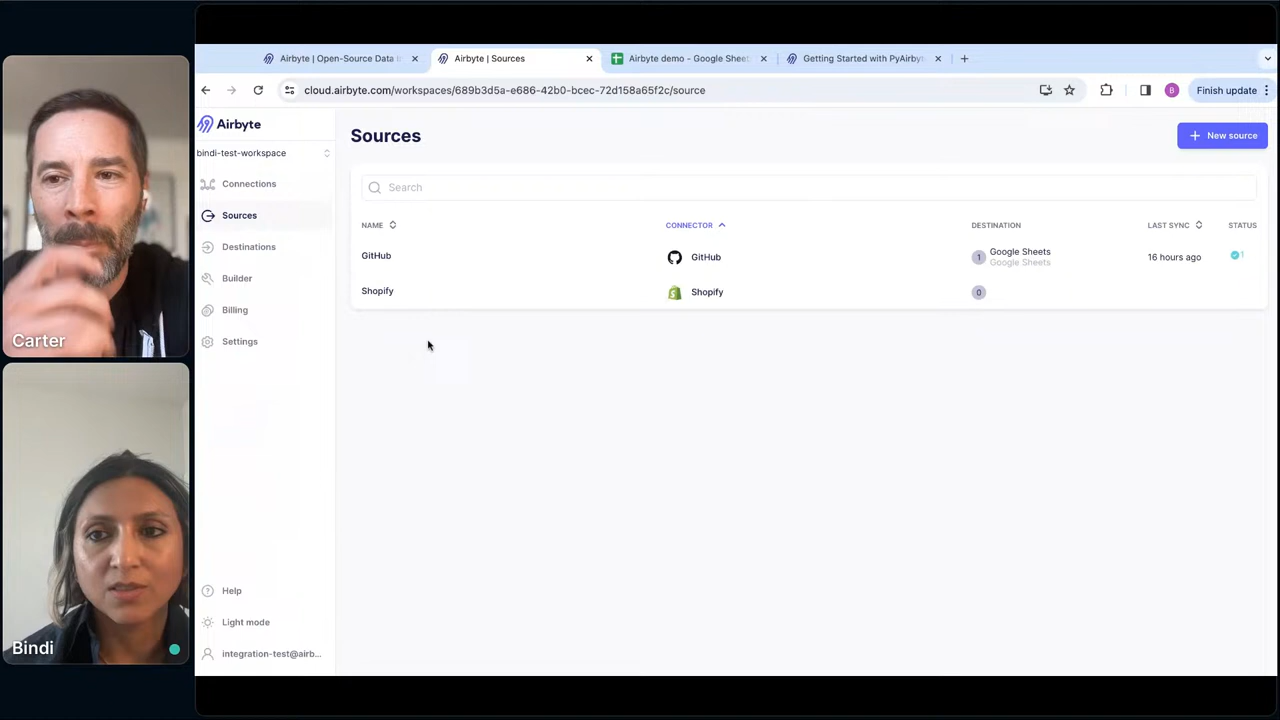 Airbyte | Open-Source Data I
Airbyte | Sources
Airbyte demo - Google Sheet
Getting Started with PyAirbyt
cloud.airbyte.com/workspaces/689b3d5a-e686-42b0-bcec-72d158a65f2c/source
B
Finish update
Airbyte
bindi-test-workspace
Connections
Sources
Destinations
Builder
Billing
Settings
Help
Light mode
integration-test@airb...
Sources
New source
Search
NAME
CONNECTOR
DESTINATION
LAST SYNC
STATUS
GitHub
GitHub
1
Google Sheets
Google Sheets
16 hours ago
1
Shopify
Shopify
0
Carter
Bindi